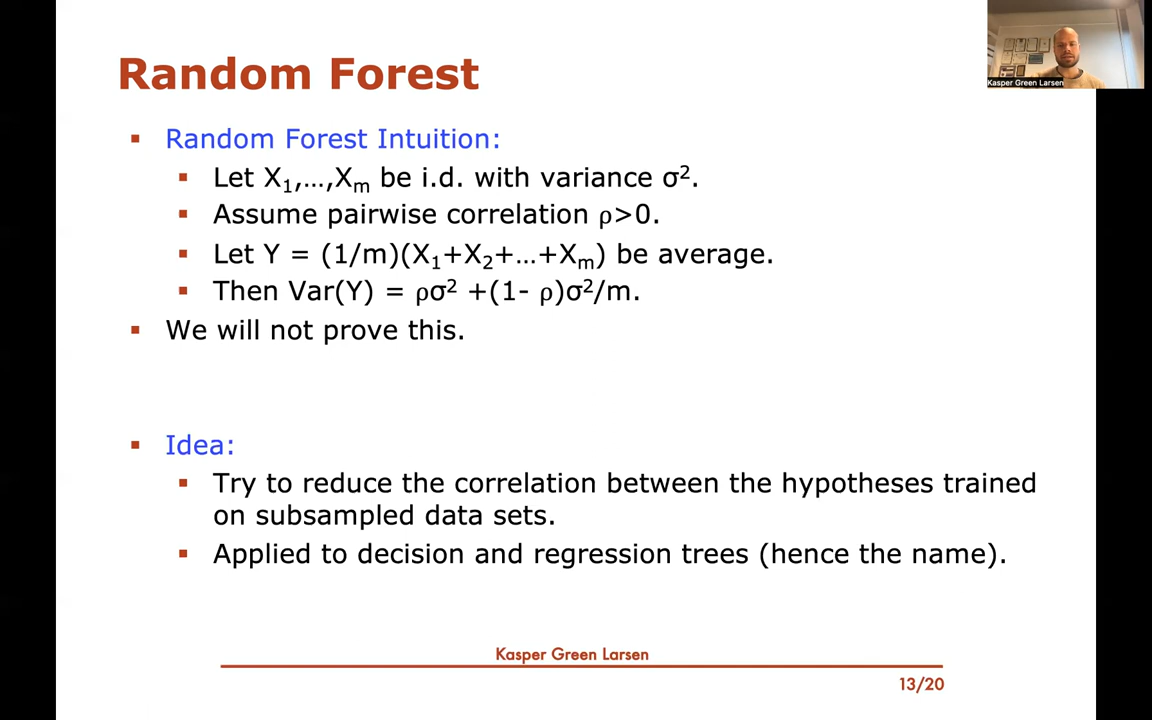 Random Forest
Kasper Green Larsen
▪ Random Forest Intuition:
▪ Let X₁,…,Xₘ be i.d. with variance σ².
▪ Assume pairwise correlation ρ>0.
▪ Let Y = (1/m)(X₁+X₂+…+Xₘ) be average.
▪ Then Var(Y) = ρσ² +(1- ρ)σ²/m.
▪ We will not prove this.
▪ Idea:
▪ Try to reduce the correlation between the hypotheses trained
on subsampled data sets.
▪ Applied to decision and regression trees (hence the name).
Kasper Green Larsen
13/20